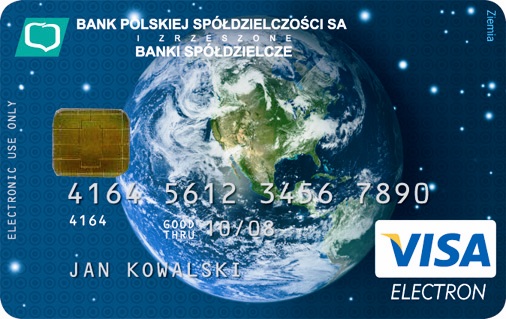 BANK POLSKIEJ SPÓŁDZIELCZOŚCI SA
I ZRZESZONE
BANKI SPÓŁDZIELCZE
Ziemia
ELECTRONIC USE ONLY
4164 5612 3456 7890
4164
GOOD
THRU 10/08
JAN KOWALSKI
VISA
ELECTRON